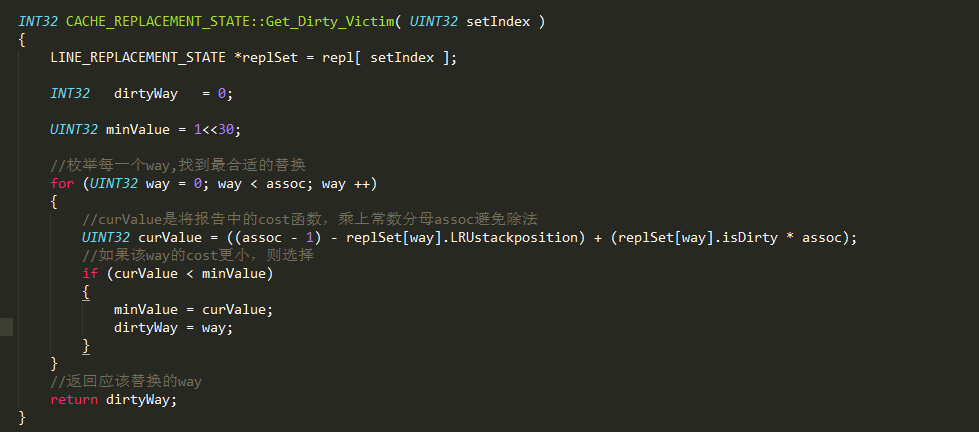 INT32 CACHE_REPLACEMENT_STATE::Get_Dirty_Victim( UINT32 setIndex )
{
    LINE_REPLACEMENT_STATE *replSet = repl[ setIndex ];
    INT32   dirtyWay   = 0;
    UINT32 minValue = 1<<30;
    //枚举每一个way,找到最合适的替换
    for (UINT32 way = 0; way < assoc; way ++)
    {
        //curValue是将报告中的cost函数，乘上常数分母assoc避免除法
        UINT32 curValue = ((assoc - 1) - replSet[way].LRUstackposition) + (replSet[way].isDirty * assoc);
        //如果该way的cost更小，则选择
        if (curValue < minValue)
        {
            minValue = curValue;
            dirtyWay = way;
        }
    }
    //返回应该替换的way
    return dirtyWay;
}